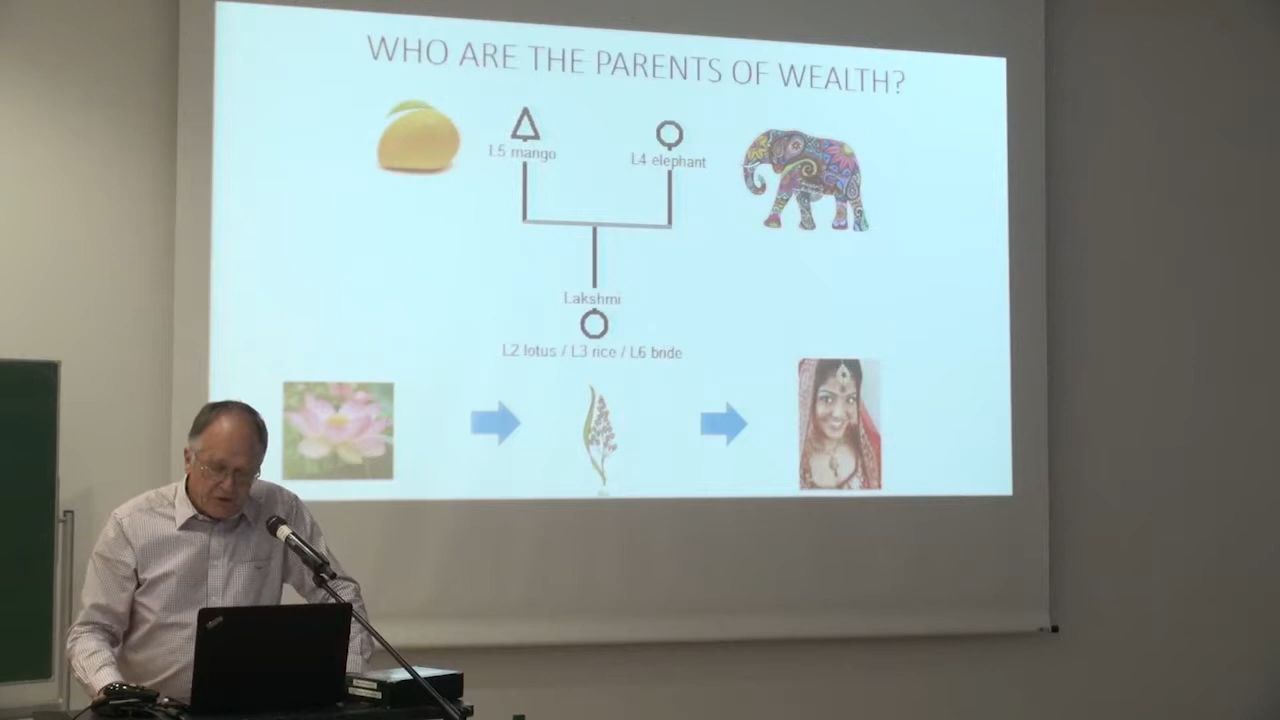 WHO ARE THE PARENTS OF WEALTH?
L5 mango
L4 elephant
Lakshmi
L2 lotus / L3 rice / L6 bride